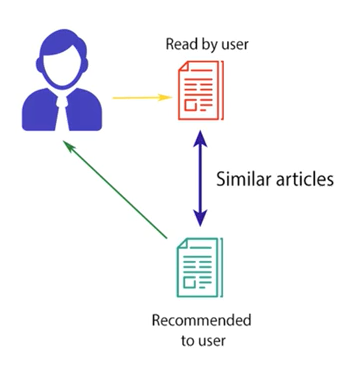 Read by user
Similar articles
Recommended
to user